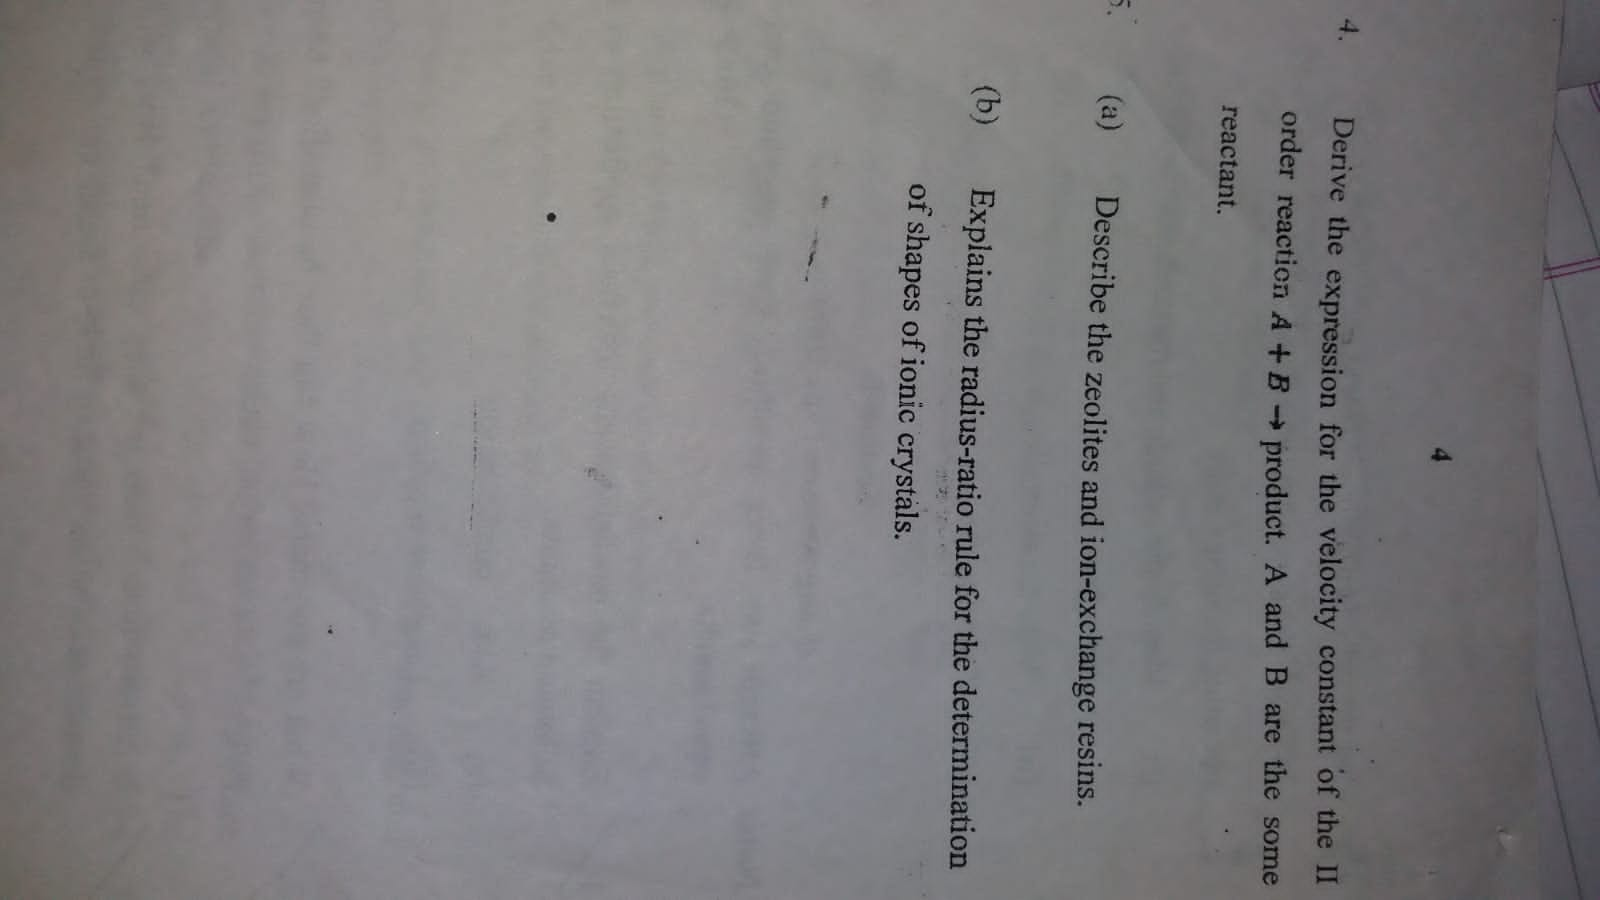 4
4. Derive the expression for the velocity constant of the II
order reaction A + B → product. A and B are the some
reactant.
5. (a) Describe the zeolites and ion-exchange resins.
(b) Explains the radius-ratio rule for the determination
of shapes of ionic crystals.